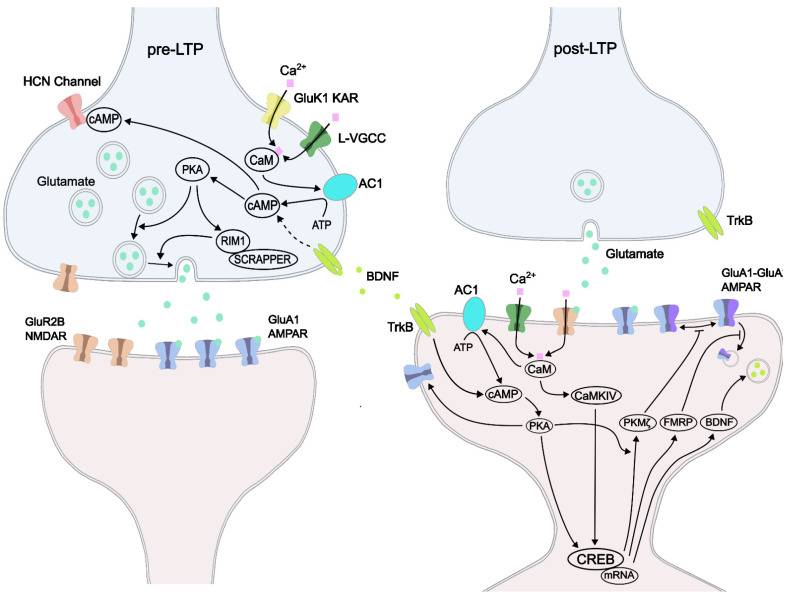 pre-LTP
Ca2+
HCN Channel
GluK1 KAR
cAMP
L-VGCC
CaM
PKA
AC1
Glutamate
cAMP
ATP
RIM1
SCRAPPER
BDNF
GluR2B
NMDAR
GluA1
AMPAR
post-LTP
TrkB
Glutamate
AC1
Ca2+
GluA1-GluA
AMPAR
TrkB
ATP
CaM
cAMP
CaMKIV
PKA
PKMζ
FMRP
BDNF
CREB
mRNA